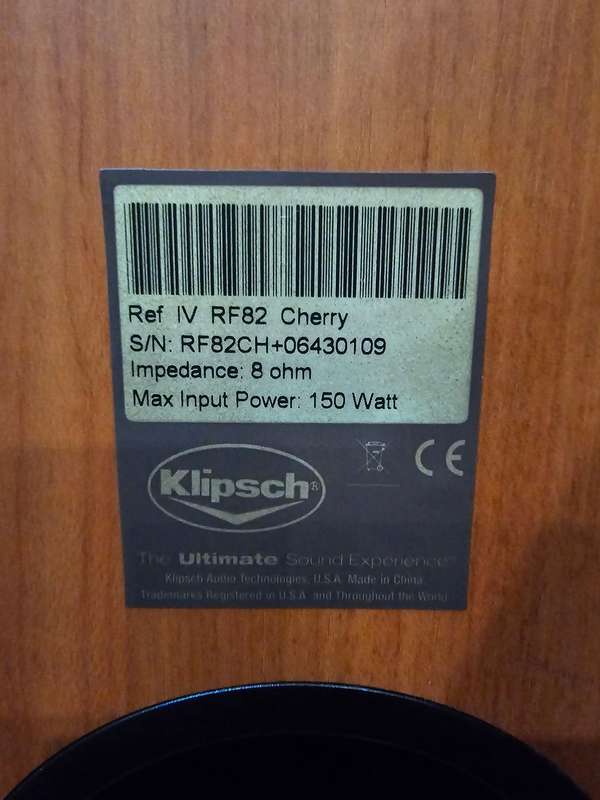 Ref IV RF82 Cherry
S/N: RF82CH+06430109
Impedance: 8 ohm
Max Input Power: 150 Watt
Klipsch®
CE
The Ultimate Sound Experience™
Klipsch Audio Technologies, U.S.A. Made in China.
Trademarks Registered in U.S.A. and Throughout the World.